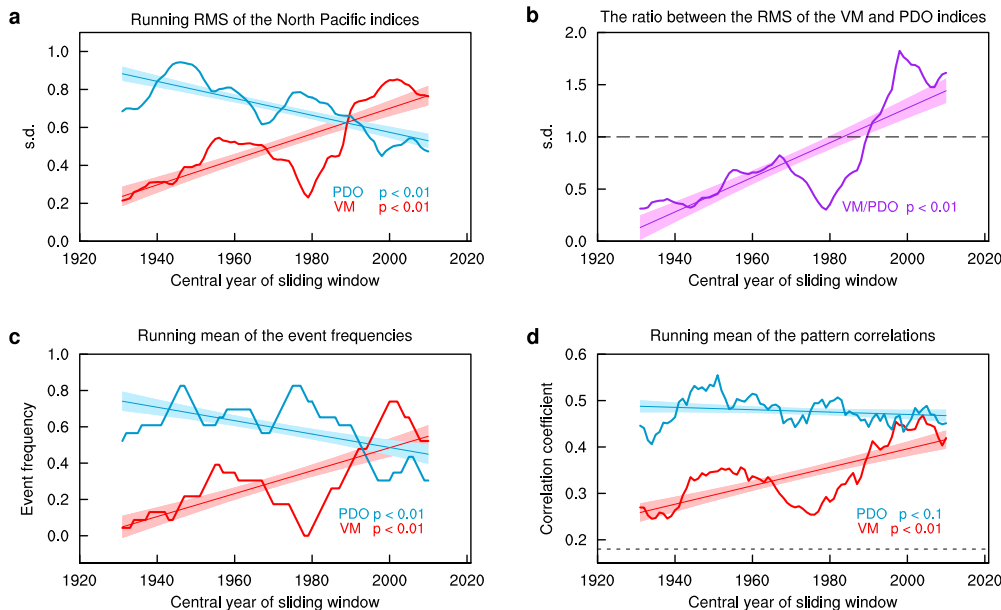 a
Running RMS of the North Pacific indices
1.0
0.8
0.6
0.4
0.2
0.0
s.d.
PDO p < 0.01
VM p < 0.01
1920 1940 1960 1980 2000 2020
Central year of sliding window
b
The ratio between the RMS of the VM and PDO indices
2.0
1.5
1.0
0.5
0.0
s.d.
VM/PDO p < 0.01
1920 1940 1960 1980 2000 2020
Central year of sliding window
c
Running mean of the event frequencies
1.0
0.8
0.6
0.4
0.2
0.0
Event frequency
PDO p < 0.01
VM p < 0.01
1920 1940 1960 1980 2000 2020
Central year of sliding window
d
Running mean of the pattern correlations
0.6
0.5
0.4
0.3
0.2
Correlation coefficient
PDO p < 0.1
VM p < 0.01
1920 1940 1960 1980 2000 2020
Central year of sliding window